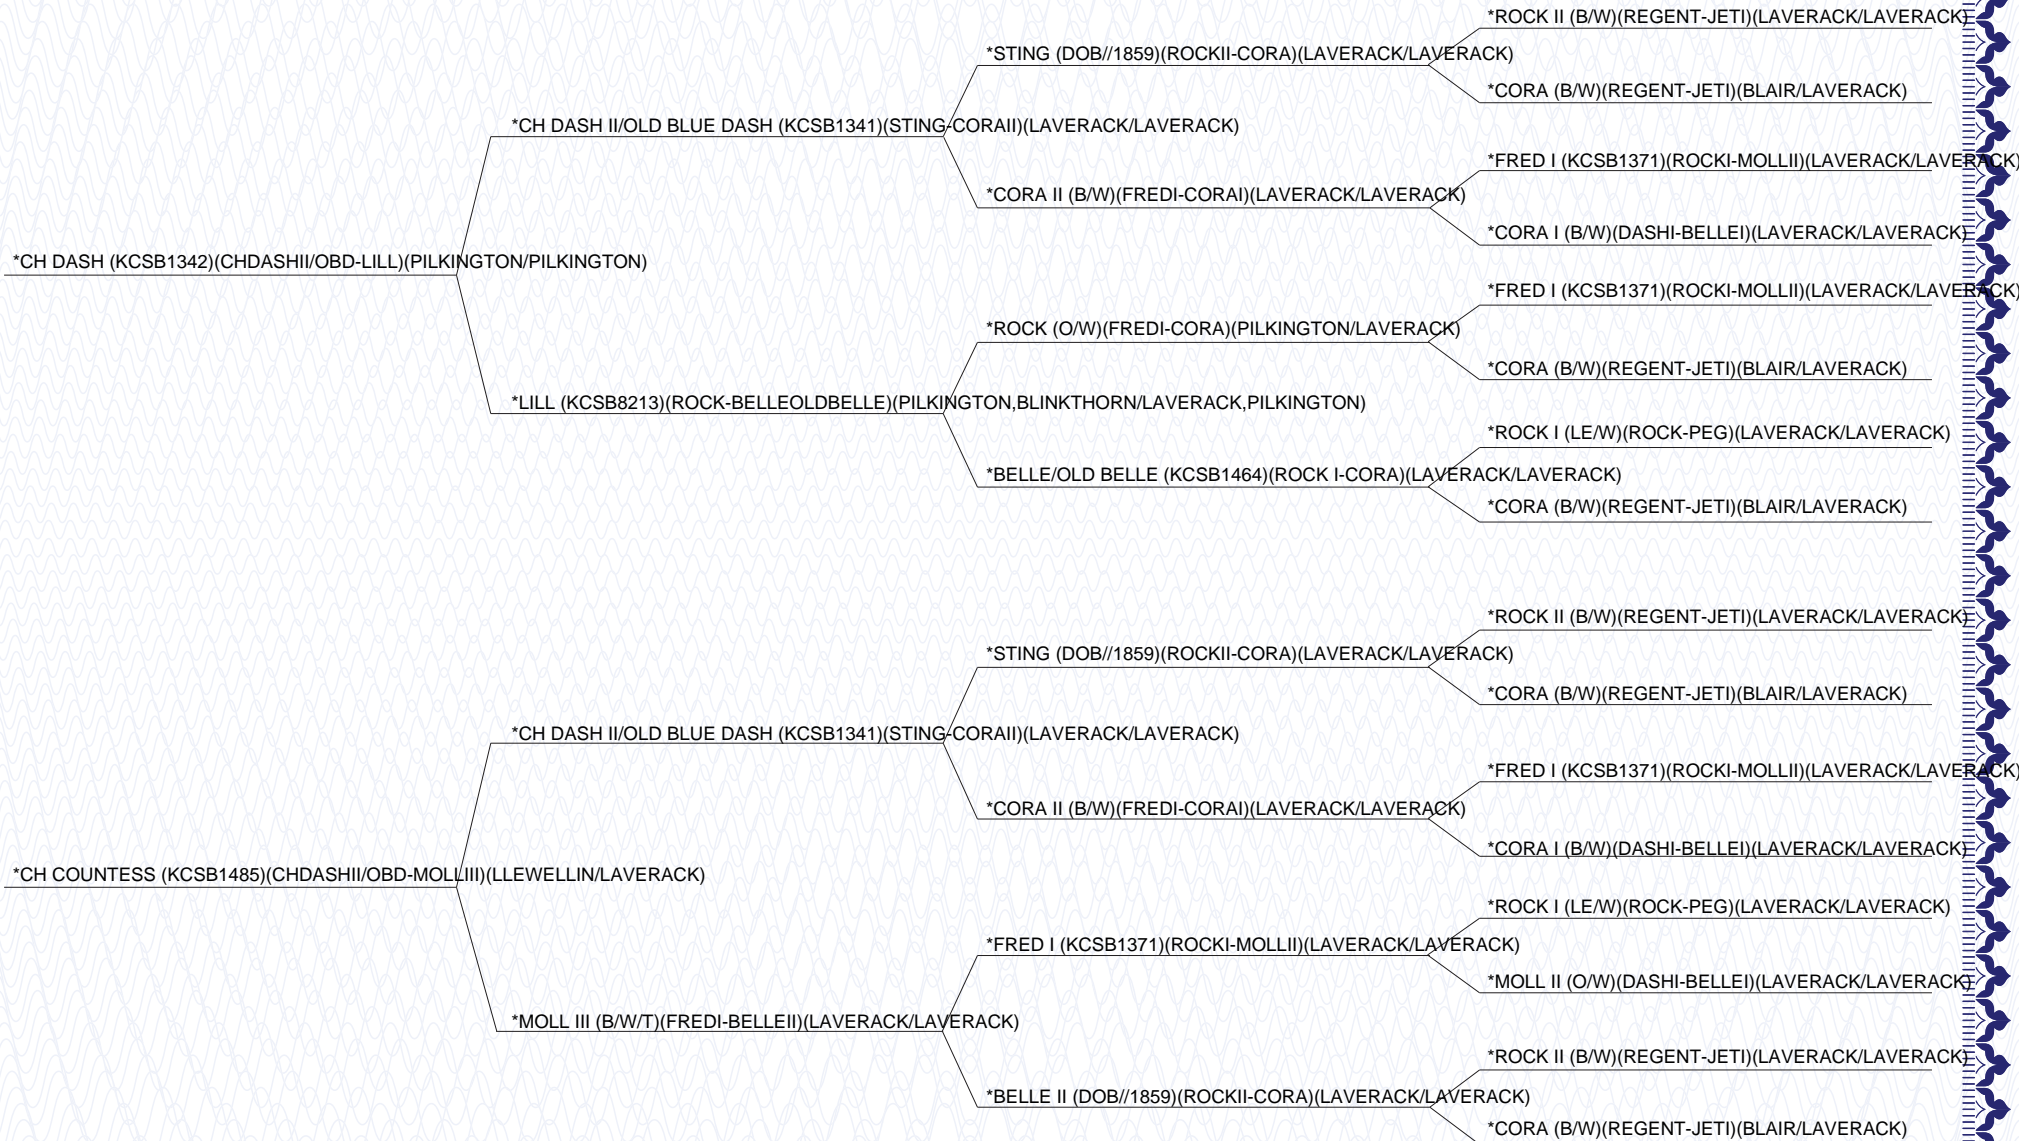 *ROCK II (B/W)(REGENT-JETI)(LAVERACK/LAVERACK)
*STING (DOB//1859)(ROCKII-CORA)(LAVERACK/LAVERACK)
*CORA (B/W)(REGENT-JETI)(BLAIR/LAVERACK)
*CH DASH II/OLD BLUE DASH (KCSB1341)(STING-CORAII)(LAVERACK/LAVERACK)
*FRED I (KCSB1371)(ROCKI-MOLLII)(LAVERACK/LAVERACK)
*CORA II (B/W)(FREDI-CORAI)(LAVERACK/LAVERACK)
*CORA I (B/W)(DASHI-BELLEI)(LAVERACK/LAVERACK)
*CH DASH (KCSB1342)(CHDASHII/OBD-LILL)(PILKINGTON/PILKINGTON)
*FRED I (KCSB1371)(ROCKI-MOLLII)(LAVERACK/LAVERACK)
*ROCK (O/W)(FREDI-CORA)(PILKINGTON/LAVERACK)
*CORA (B/W)(REGENT-JETI)(BLAIR/LAVERACK)
*LILL (KCSB8213)(ROCK-BELLEOLDBELLE)(PILKINGTON,BLINKTHORN/LAVERACK,PILKINGTON)
*ROCK I (LE/W)(ROCK-PEG)(LAVERACK/LAVERACK)
*BELLE/OLD BELLE (KCSB1464)(ROCK I-CORA)(LAVERACK/LAVERACK)
*CORA (B/W)(REGENT-JETI)(BLAIR/LAVERACK)
*ROCK II (B/W)(REGENT-JETI)(LAVERACK/LAVERACK)
*STING (DOB//1859)(ROCKII-CORA)(LAVERACK/LAVERACK)
*CORA (B/W)(REGENT-JETI)(BLAIR/LAVERACK)
*CH DASH II/OLD BLUE DASH (KCSB1341)(STING-CORAII)(LAVERACK/LAVERACK)
*FRED I (KCSB1371)(ROCKI-MOLLII)(LAVERACK/LAVERACK)
*CORA II (B/W)(FREDI-CORAI)(LAVERACK/LAVERACK)
*CORA I (B/W)(DASHI-BELLEI)(LAVERACK/LAVERACK)
*CH COUNTESS (KCSB1485)(CHDASHII/OBD-MOLLIII)(LLEWELLIN/LAVERACK)
*ROCK I (LE/W)(ROCK-PEG)(LAVERACK/LAVERACK)
*FRED I (KCSB1371)(ROCKI-MOLLII)(LAVERACK/LAVERACK)
*MOLL II (O/W)(DASHI-BELLEI)(LAVERACK/LAVERACK)
*MOLL III (B/W/T)(FREDI-BELLEII)(LAVERACK/LAVERACK)
*ROCK II (B/W)(REGENT-JETI)(LAVERACK/LAVERACK)
*BELLE II (DOB//1859)(ROCKII-CORA)(LAVERACK/LAVERACK)
*CORA (B/W)(REGENT-JETI)(BLAIR/LAVERACK)